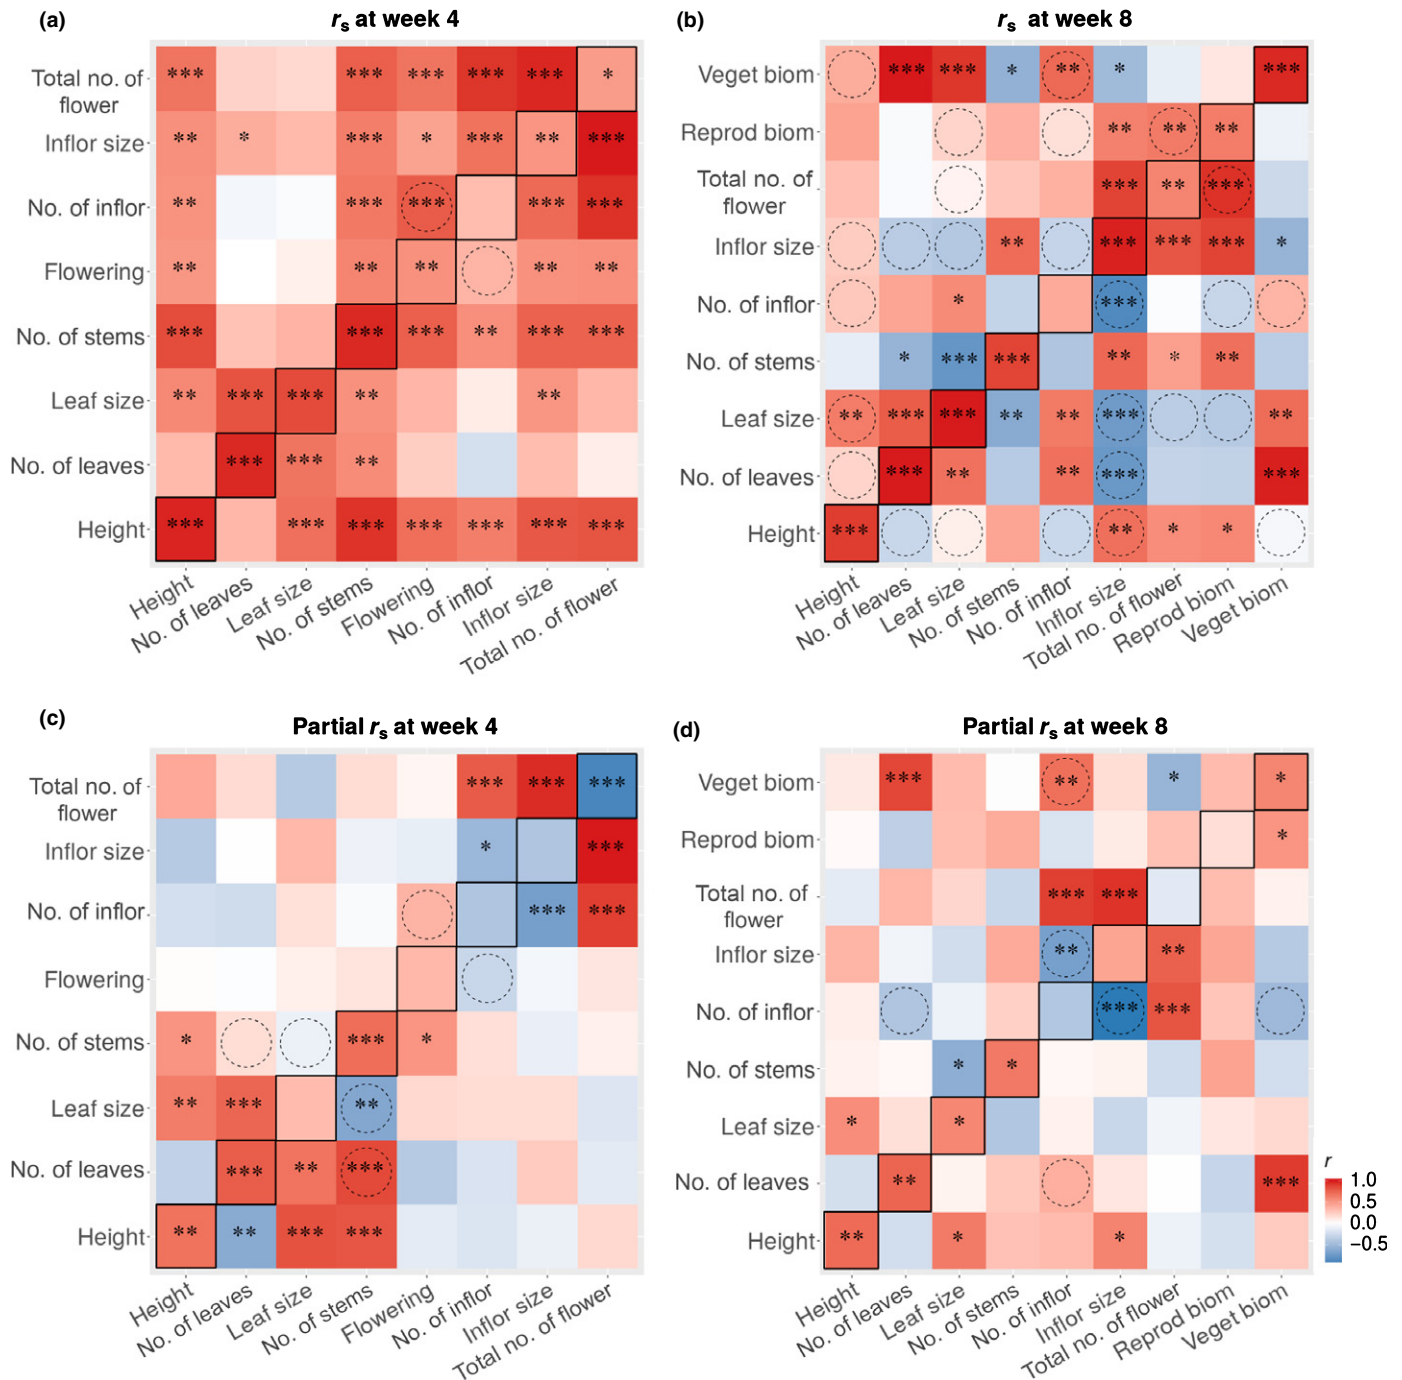 (a)
rs at week 4
Total no. of
flower
*** *** *** *** *** *
Inflor size
** * *** * *** ** ***
No. of inflor
** *** *** *** ***
Flowering
** ** ** ** **
No. of stems
*** *** *** ** *** ***
Leaf size
** *** *** ** **
No. of leaves
*** *** **
Height
*** *** *** *** *** *** ***
Height
No. of leaves
Leaf size
No. of stems
Flowering
No. of inflor
Inflor size
Total no. of flower
(b)
rs at week 8
Veget biom
*** *** * ** * ***
Reprod biom
** ** **
Total no. of
flower
*** ** ***
Inflor size
** *** *** *** *
No. of inflor
* ***
No. of stems
* *** *** ** * **
Leaf size
** *** *** ** ** *** **
No. of leaves
*** ** ** *** ***
Height
*** ** * *
Height
No. of leaves
Leaf size
No. of stems
No. of inflor
Inflor size
Total no. of flower
Reprod biom
Veget biom
(c)
Partial rs at week 4
Total no. of
flower
*** *** ***
Inflor size
* ***
No. of inflor
*** ***
Flowering
No. of stems
* *** *
Leaf size
** *** **
No. of leaves
*** ** ***
Height
** ** *** ***
Height
No. of leaves
Leaf size
No. of stems
Flowering
No. of inflor
Inflor size
Total no. of flower
(d)
Partial rs at week 8
Veget biom
*** ** * *
Reprod biom
*
Total no. of
flower
*** ***
Inflor size
** **
No. of inflor
*** ***
No. of stems
* *
Leaf size
* *
No. of leaves
** ***
Height
** * *
Height
No. of leaves
Leaf size
No. of stems
No. of inflor
Inflor size
Total no. of flower
Reprod biom
Veget biom
r
1.0
0.5
0.0
−0.5